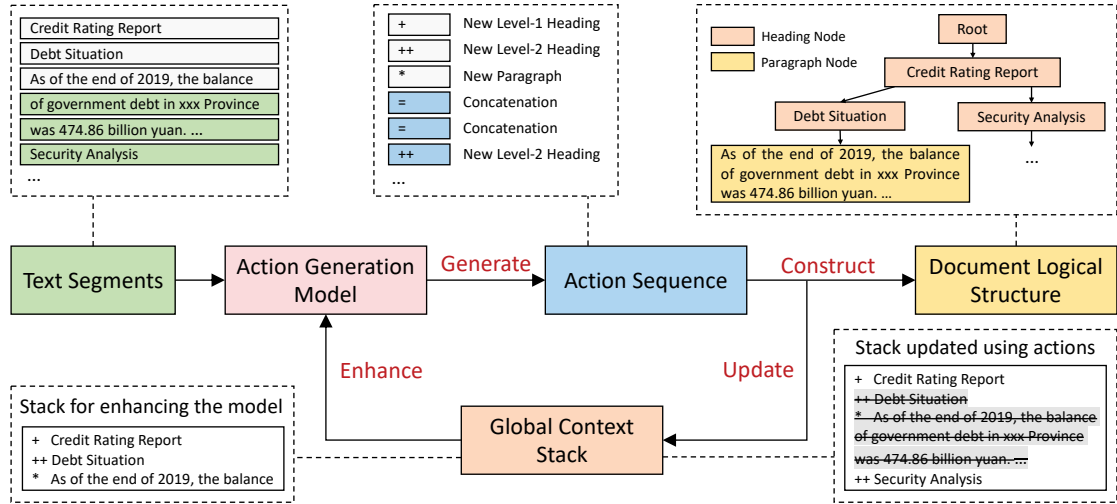 Credit Rating Report
Debt Situation
As of the end of 2019, the balance
of government debt in xxx Province
was 474.86 billion yuan. ...
Security Analysis
...
+ New Level-1 Heading
++ New Level-2 Heading
* New Paragraph
= Concatenation
= Concatenation
++ New Level-2 Heading
...
Heading Node
Paragraph Node
Root
Credit Rating Report
Debt Situation
Security Analysis
...
As of the end of 2019, the balance
of government debt in xxx Province
was 474.86 billion yuan. ...
Text Segments
Action Generation
Model
Generate
Action Sequence
Construct
Document Logical
Structure
Enhance
Update
Stack for enhancing the model
+ Credit Rating Report
++ Debt Situation
* As of the end of 2019, the balance
Global Context
Stack
Stack updated using actions
+ Credit Rating Report
++ Debt Situation
* As of the end of 2019, the balance
of government debt in xxx Province
was 474.86 billion yuan. ...
++ Security Analysis